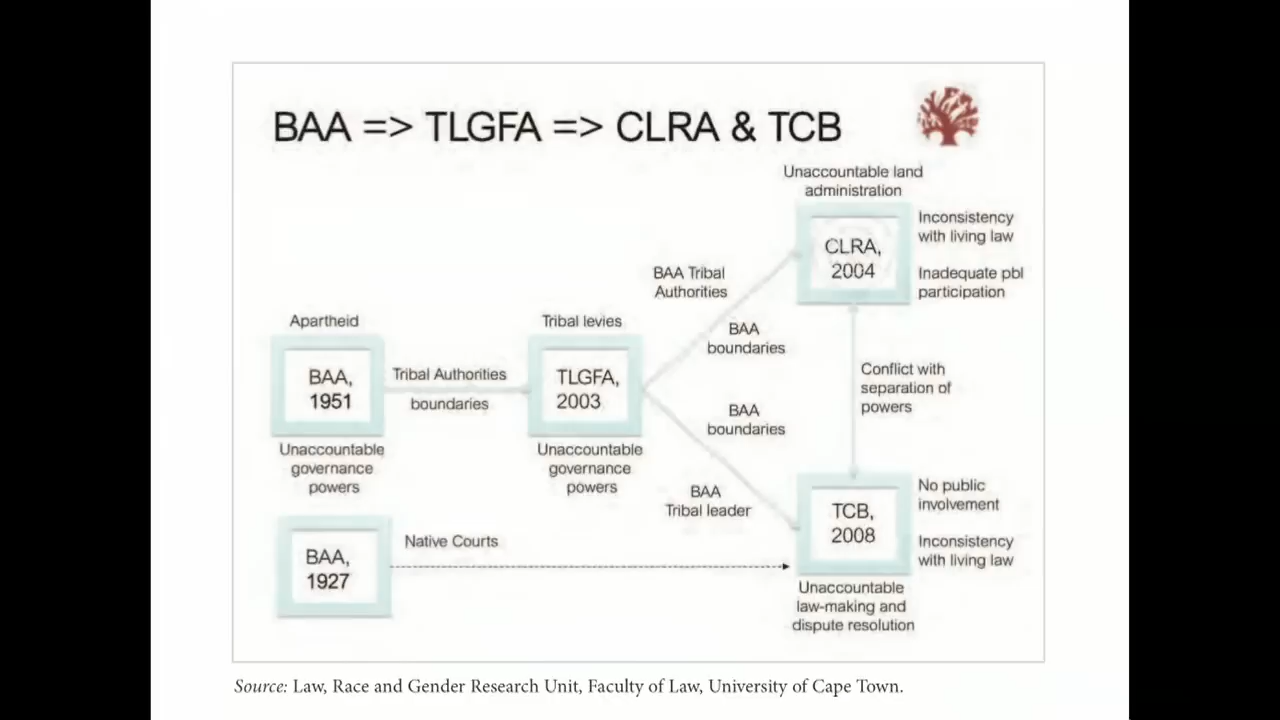 BAA => TLGFA => CLRA & TCB
Unaccountable land
administration
CLRA,
2004
Inconsistency
with living law
Inadequate pbl
participation
BAA Tribal
Authorities
BAA
boundaries
Apartheid
BAA,
1951
Unaccountable
governance
powers
Tribal Authorities
boundaries
Tribal levies
TLGFA,
2003
Unaccountable
governance
powers
Conflict with
separation of
powers
BAA
boundaries
BAA
Tribal leader
BAA,
1927
Native Courts
TCB,
2008
No public
involvement
Inconsistency
with living law
Unaccountable
law-making and
dispute resolution
Source: Law, Race and Gender Research Unit, Faculty of Law, University of Cape Town.